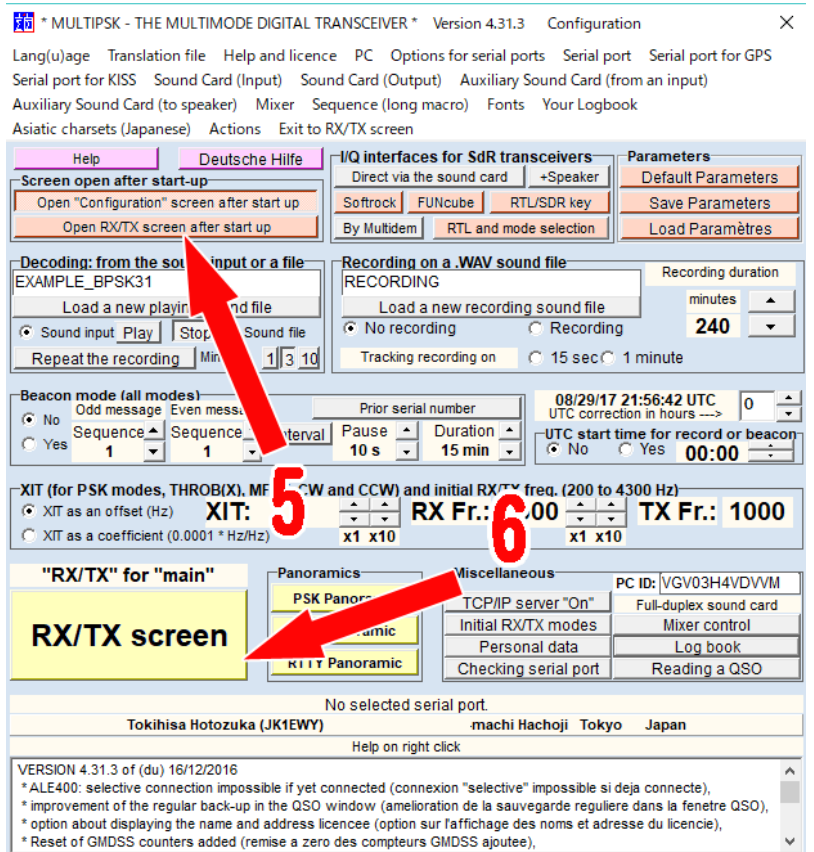 * MULTIPSK - THE MULTIMODE DIGITAL TRANSCEIVER * Version 4.31.3 Configuration
Lang(u)age Translation file Help and licence PC Options for serial ports Serial port Serial port for GPS
Serial port for KISS Sound Card (Input) Sound Card (Output) Auxiliary Sound Card (from an input)
Auxiliary Sound Card (to speaker) Mixer Sequence (long macro) Fonts Your Logbook
Asiatic charsets (Japanese) Actions Exit to RX/TX screen
Help Deutsche Hilfe
Screen open after start-up
Open "Configuration" screen after start up
Open RX/TX screen after start up
I/Q interfaces for SdR transceivers
Direct via the sound card +Speaker
Softrock FUNcube RTL/SDR key
By Multidem RTL and mode selection
Parameters
Default Parameters
Save Parameters
Load Paramètres
Decoding: from the input or a file
EXAMPLE_BPSK31
Load a new file
Sound input Play Stop Sound file
Repeat the recording 1 3 10
Recording on a .WAV sound file
RECORDING
Load a new recording sound file
No recording Recording
Tracking recording on 15 sec 1 minute
Recording duration
minutes
240
Beacon mode (all modes)
No Yes
Odd message Even
Sequence 1 Sequence 1
Prior serial number
Pause 10 s Duration 15 min
08/29/17 21:56:42 UTC
UTC correction in hours ---> 0
UTC start time for record or beacon
No Yes 00:00
XIT (for PSK modes, THROB(X), CW and CCW) and initial RX/TX freq. (200 to 4300 Hz)
XIT as an offset (Hz) XIT: RX Fr.: TX Fr.: 1000
XIT as a coefficient (0.0001 * Hz/Hz) x1 x10 x1 x10
5
6
"RX/TX" for "main"
RX/TX screen
Panoramics
PSK
RTTY Panoramic
Miscellaneous
TCP/IP server "On"
Initial RX/TX modes
Personal data
Checking serial port
PC ID: VGV03H4VDVVM
Full-duplex sound card
Mixer control
Log book
Reading a QSO
No selected serial port.
Tokihisa Hotozuka (JK1EWY) -machi Hachoji Tokyo Japan
Help on right click
VERSION 4.31.3 of (du) 16/12/2016
* ALE400: selective connection impossible if yet connected (connexion "selective" impossible si deja connecte),
* improvement of the regular back-up in the QSO window (amelioration de la sauvegarde reguliere dans la fenetre QSO),
* option about displaying the name and address licencee (option sur l'affichage des noms et adresse du licencie),
* Reset of GMDSS counters added (remise a zero des compteurs GMDSS ajoutee),